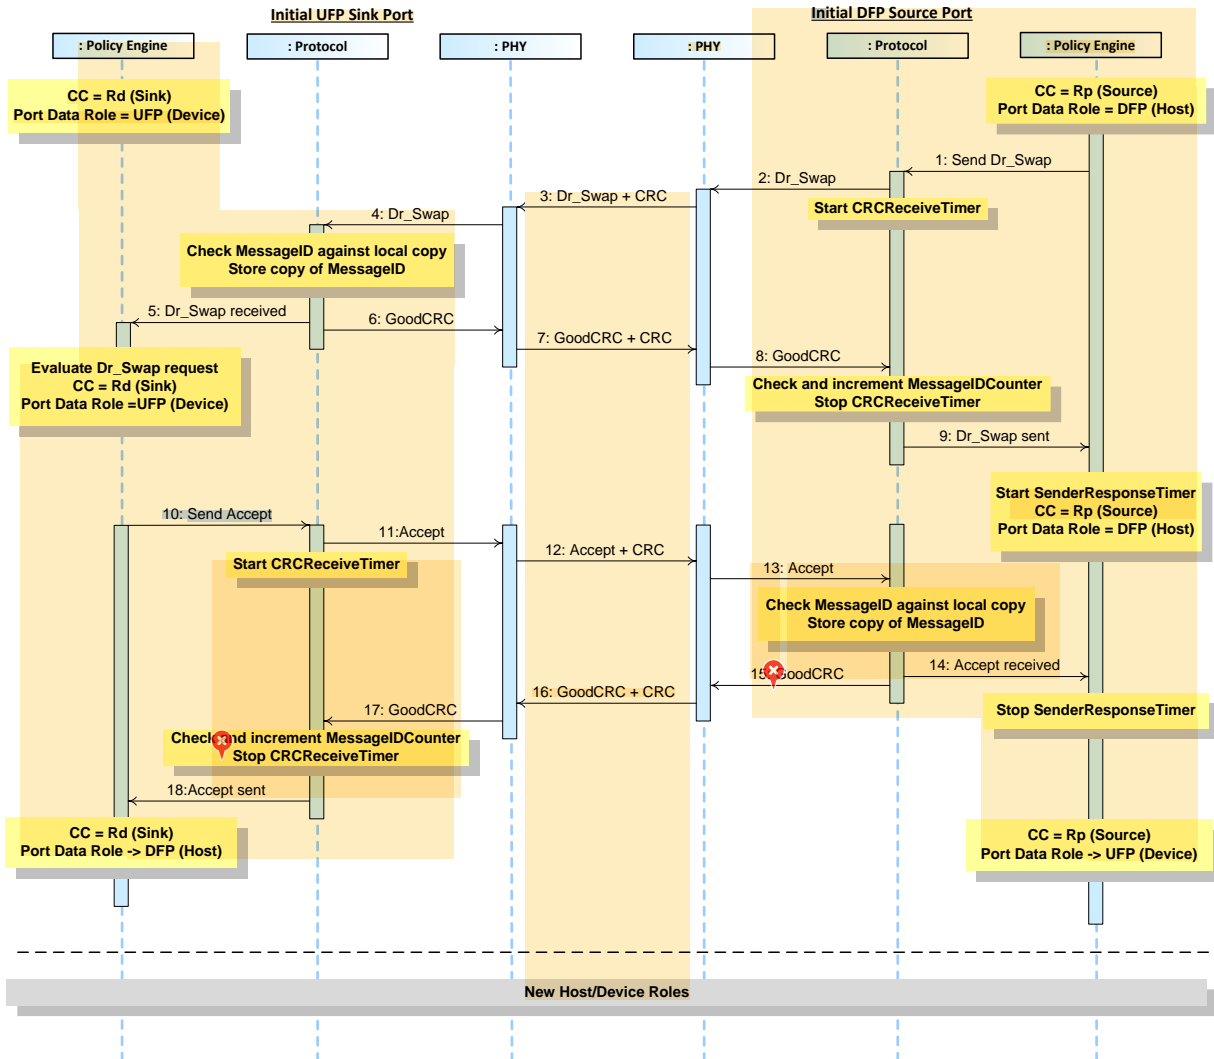 Initial UFP Sink Port
Initial DFP Source Port
: Policy Engine
: Protocol
: PHY
: PHY
: Protocol
: Policy Engine
CC = Rd (Sink)
Port Data Role = UFP (Device)
CC = Rp (Source)
Port Data Role = DFP (Host)
1: Send Dr_Swap
2: Dr_Swap
3: Dr_Swap + CRC
Start CRCReceiveTimer
4: Dr_Swap
Check MessageID against local copy
Store copy of MessageID
5: Dr_Swap received
6: GoodCRC
7: GoodCRC + CRC
8: GoodCRC
Evaluate Dr_Swap request
CC = Rd (Sink)
Port Data Role =UFP (Device)
Check and increment MessageIDCounter
Stop CRCReceiveTimer
9: Dr_Swap sent
Start SenderResponseTimer
CC = Rp (Source)
Port Data Role = DFP (Host)
10: Send Accept
11:Accept
12: Accept + CRC
Start CRCReceiveTimer
13: Accept
Check MessageID against local copy
Store copy of MessageID
14: Accept received
15: GoodCRC
16: GoodCRC + CRC
Stop SenderResponseTimer
17: GoodCRC
Check and increment MessageIDCounter
Stop CRCReceiveTimer
18:Accept sent
CC = Rd (Sink)
Port Data Role -> DFP (Host)
CC = Rp (Source)
Port Data Role -> UFP (Device)
New Host/Device Roles